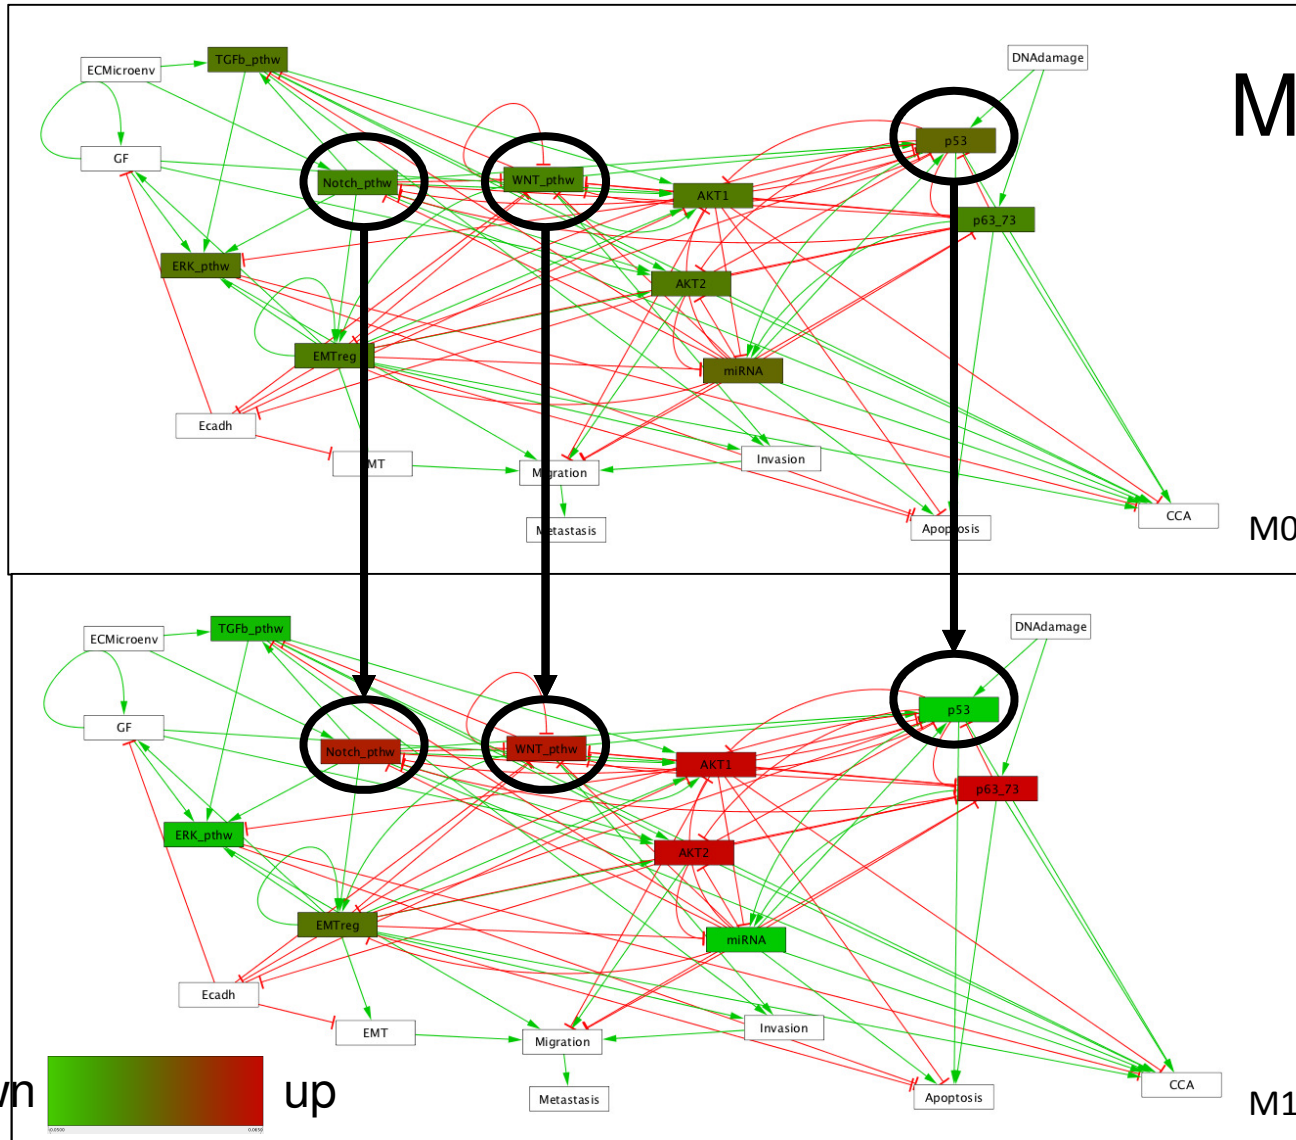 TGFb_pthw
ECMicroenv
DNAdamage
M
GF
p53
Notch_pthw
WNT_pthw
AKT1
p63_73
ERK_pthw
AKT2
EMTreg
miRNA
Ecadh
MT
Migration
Invasion
Metastasis
Apoptosis
CCA
M0
TGFb_pthw
ECMicroenv
DNAdamage
GF
p53
Notch_pthw
WNT_pthw
AKT1
p63_73
ERK_pthw
AKT2
EMTreg
miRNA
Ecadh
EMT
Migration
Invasion
Metastasis
Apoptosis
CCA
wn
up
M1